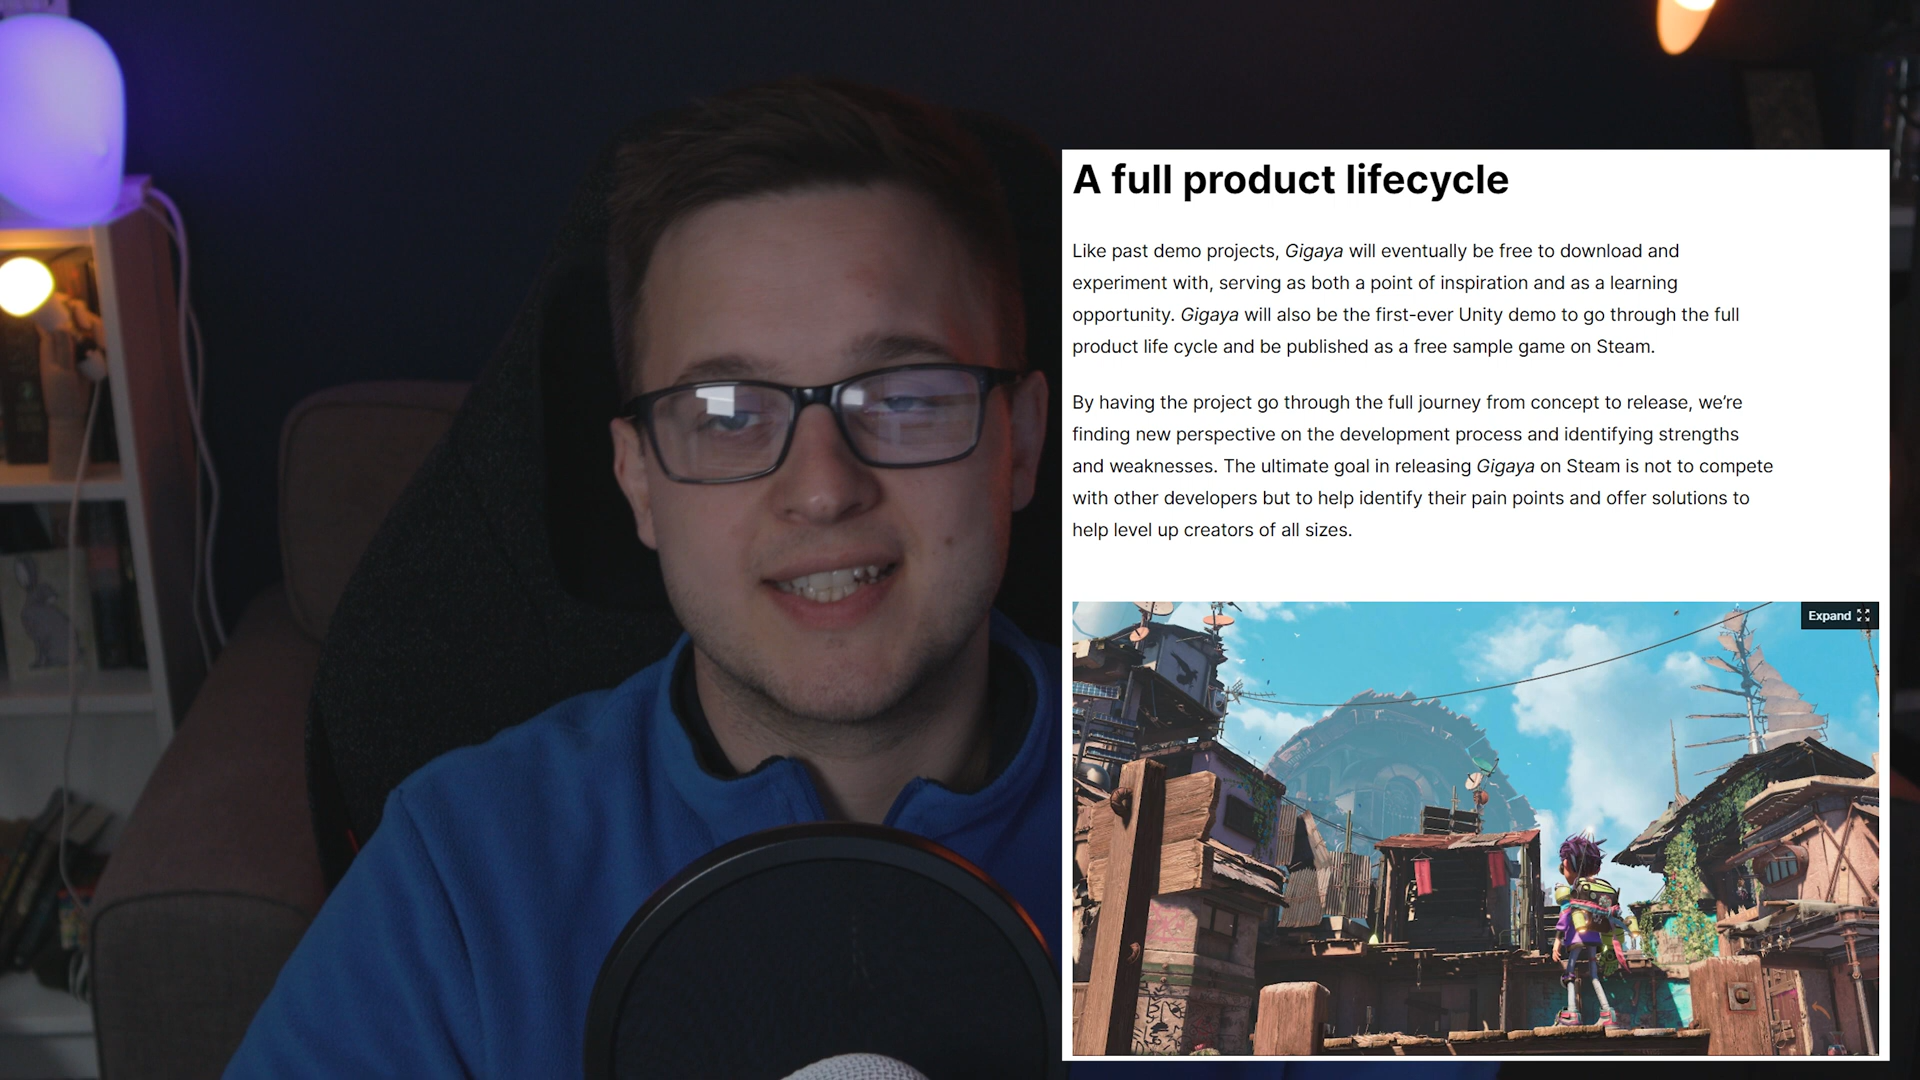 A full product lifecycle
Like past demo projects, Gigaya will eventually be free to download and
experiment with, serving as both a point of inspiration and as a learning
opportunity. Gigaya will also be the first-ever Unity demo to go through the full
product life cycle and be published as a free sample game on Steam.
By having the project go through the full journey from concept to release, we’re
finding new perspective on the development process and identifying strengths
and weaknesses. The ultimate goal in releasing Gigaya on Steam is not to compete
with other developers but to help identify their pain points and offer solutions to
help level up creators of all sizes.
Expand